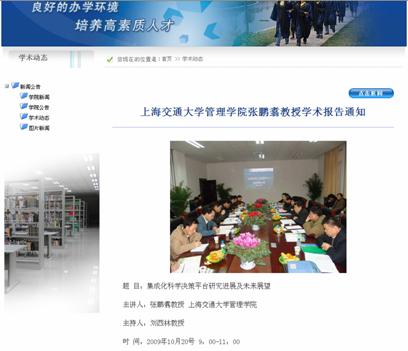 良好的办学环境
培养高素质人才
学术动态
您现在的位置是：首页 >> 学术动态
新闻公告
学院新闻
学院公告
学术动态
图片新闻
上海交通大学管理学院张鹏翥教授学术报告通知
题 目：集成化科学决策平台研究进展及未来展望
主讲人：张鹏翥教授 上海交通大学管理学院
主持人：刘西林教授
时 间：2009年10月20号 9，00-11，00